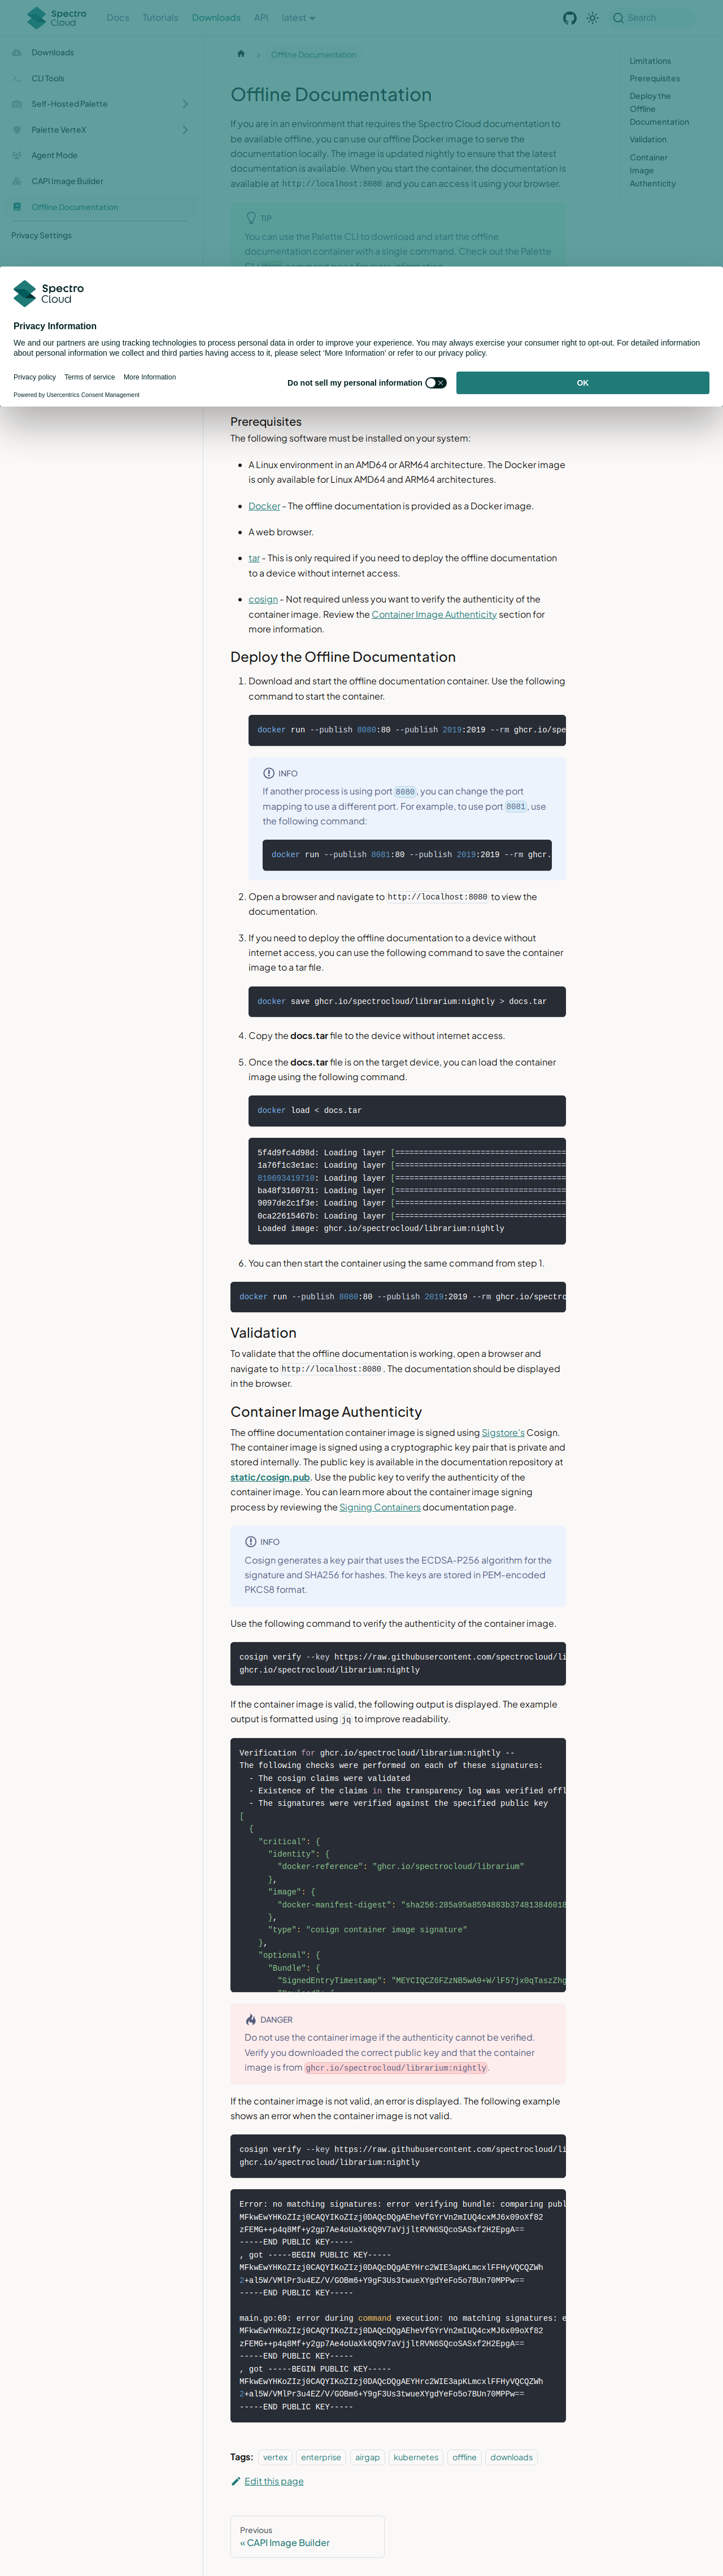 Spectro
Cloud
Docs
Tutorials
Downloads
API
latest
Search
Downloads
CLI Tools
Self-Hosted Palette
Palette VerteX
Agent Mode
CAPI Image Builder
Offline Documentation
Privacy Settings
Offline Documentation
Offline Documentation
If you are in an environment that requires the Spectro Cloud documentation to
be available offline, you can use our offline Docker image to serve the
documentation locally. The image is updated nightly to ensure that the latest
documentation is available. When you start the container, the documentation is
available at http://localhost:8080 and you can access it using your browser.
TIP
You can use the Palette CLI to download and start the offline
documentation container with a single command. Check out the Palette
Limitations
Prerequisites
Deploy the
Offline
Documentation
Validation
Container
Image
Authenticity
Spectro
Cloud
Privacy Information
We and our partners are using tracking technologies to process personal data in order to improve your experience. You may always exercise your consumer right to opt-out. For detailed information
about personal information we collect and third parties having access to it, please select 'More Information' or refer to our privacy policy.
Privacy policy
Terms of service
More Information
Powered by Usercentrics Consent Management
Do not sell my personal information
OK
Prerequisites
The following software must be installed on your system:
A Linux environment in an AMD64 or ARM64 architecture. The Docker image
is only available for Linux AMD64 and ARM64 architectures.
Docker - The offline documentation is provided as a Docker image.
A web browser.
tar - This is only required if you need to deploy the offline documentation
to a device without internet access.
cosign - Not required unless you want to verify the authenticity of the
container image. Review the Container Image Authenticity section for
more information.
Deploy the Offline Documentation
1. Download and start the offline documentation container. Use the following
command to start the container.
docker run --publish 8080:80 --publish 2019:2019 --rm ghcr.io/spe
INFO
If another process is using port 8080, you can change the port
mapping to use a different port. For example, to use port 8081, use
the following command:
docker run --publish 8081:80 --publish 2019:2019 --rm ghcr.
2. Open a browser and navigate to http://localhost:8080 to view the
documentation.
3. If you need to deploy the offline documentation to a device without
internet access, you can use the following command to save the container
image to a tar file.
docker save ghcr.io/spectrocloud/librarium:nightly > docs.tar
4. Copy the docs.tar file to the device without internet access.
5. Once the docs.tar file is on the target device, you can load the container
image using the following command.
docker load < docs.tar
5f4d9fc4d98d: Loading layer [====================================
1a76f1c3e1ac: Loading layer [====================================
810693419710: Loading layer [====================================
ba48f3160731: Loading layer [====================================
9097de2c1f3e: Loading layer [====================================
0ca22615467b: Loading layer [====================================
Loaded image: ghcr.io/spectrocloud/librarium:nightly
6. You can then start the container using the same command from step 1.
docker run --publish 8080:80 --publish 2019:2019 --rm ghcr.io/spectro
Validation
To validate that the offline documentation is working, open a browser and
navigate to http://localhost:8080. The documentation should be displayed
in the browser.
Container Image Authenticity
The offline documentation container image is signed using Sigstore's Cosign.
The container image is signed using a cryptographic key pair that is private and
stored internally. The public key is available in the documentation repository at
static/cosign.pub. Use the public key to verify the authenticity of the
container image. You can learn more about the container image signing
process by reviewing the Signing Containers documentation page.
INFO
Cosign generates a key pair that uses the ECDSA-P256 algorithm for the
signature and SHA256 for hashes. The keys are stored in PEM-encoded
PKCS8 format.
Use the following command to verify the authenticity of the container image.
cosign verify --key https://raw.githubusercontent.com/spectrocloud/li
ghcr.io/spectrocloud/librarium:nightly
If the container image is valid, the following output is displayed. The example
output is formatted using jq to improve readability.
Verification for ghcr.io/spectrocloud/librarium:nightly --
The following checks were performed on each of these signatures:
- The cosign claims were validated
- Existence of the claims in the transparency log was verified offl
- The signatures were verified against the specified public key
[
{
"critical": {
"identity": {
"docker-reference": "ghcr.io/spectrocloud/librarium"
},
"image": {
"docker-manifest-digest": "sha256:285a95a8594883b374813846018
},
"type": "cosign container image signature"
},
"optional": {
"Bundle": {
"SignedEntryTimestamp": "MEYCIQCZ6FZzNB5wA9+W/lF57jx0qTaszZhg
DANGER
Do not use the container image if the authenticity cannot be verified.
Verify you downloaded the correct public key and that the container
image is from ghcr.io/spectrocloud/librarium:nightly.
If the container image is not valid, an error is displayed. The following example
shows an error when the container image is not valid.
cosign verify --key https://raw.githubusercontent.com/spectrocloud/li
ghcr.io/spectrocloud/librarium:nightly
Error: no matching signatures: error verifying bundle: comparing publ
MFkwEwYHKoZIzj0CAQYIKoZIzj0DAQcDQgAEheVfGYrVn2mIUQ4cxMJ6x09oXf82
zFEMG++p4q8Mf+y2gp7Ae4oUaXk6Q9V7aVjjltRVN6SQcoSASxf2H2EpgA==
-----END PUBLIC KEY-----
, got -----BEGIN PUBLIC KEY-----
MFkwEwYHKoZIzj0CAQYIKoZIzj0DAQcDQgAEYHrc2WIE3apKLmcxlFFHyVQCQZWh
2+al5W/VMlPr3u4EZ/V/GOBm6+Y9gF3Us3twueXYgdYeFo5o7BUn70MPPw==
-----END PUBLIC KEY-----
main.go:69: error during command execution: no matching signatures: e
MFkwEwYHKoZIzj0CAQYIKoZIzj0DAQcDQgAEheVfGYrVn2mIUQ4cxMJ6x09oXf82
zFEMG++p4q8Mf+y2gp7Ae4oUaXk6Q9V7aVjjltRVN6SQcoSASxf2H2EpgA==
-----END PUBLIC KEY-----
, got -----BEGIN PUBLIC KEY-----
MFkwEwYHKoZIzj0CAQYIKoZIzj0DAQcDQgAEYHrc2WIE3apKLmcxlFFHyVQCQZWh
2+al5W/VMlPr3u4EZ/V/GOBm6+Y9gF3Us3twueXYgdYeFo5o7BUn70MPPw==
-----END PUBLIC KEY-----
Tags:
vertex
enterprise
airgap
kubernetes
offline
downloads
Edit this page
Previous
« CAPI Image Builder